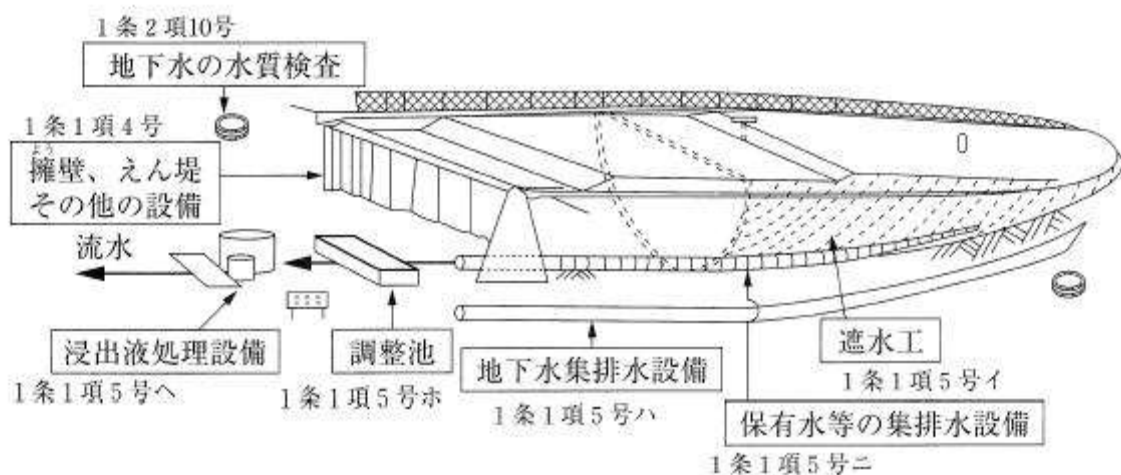 1条2項10号
地下水の水質検査
1条1項4号
よう
擁壁、えん堤
その他の設備
流水
浸出液処理設備
1条1項5号ヘ
調整池
1条1項5号ホ
地下水集排水設備
1条1項5号ハ
遮水工
1条1項5号イ
保有水等の集排水設備
1条1項5号ニ